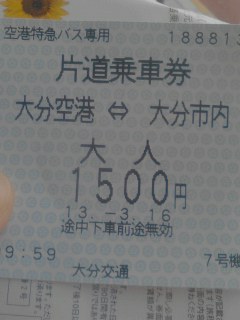 空港特急バス専用 188813
片道乗車券
大分空港 ⇔ 大分市内
大人
1500円
13.-3.16
途中下車前途無効
09:59 7号機
大分交通